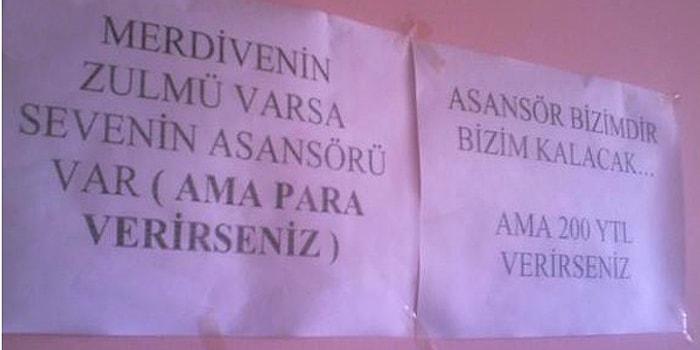 MERDİVENİN
ZULMÜ VARSA
SEVENİN ASANSÖRÜ
VAR ( AMA PARA
VERİRSENİZ )
ASANSÖR BİZİMDİR
BİZİM KALACAK...
AMA 200 YTL
VERİRSENİZ